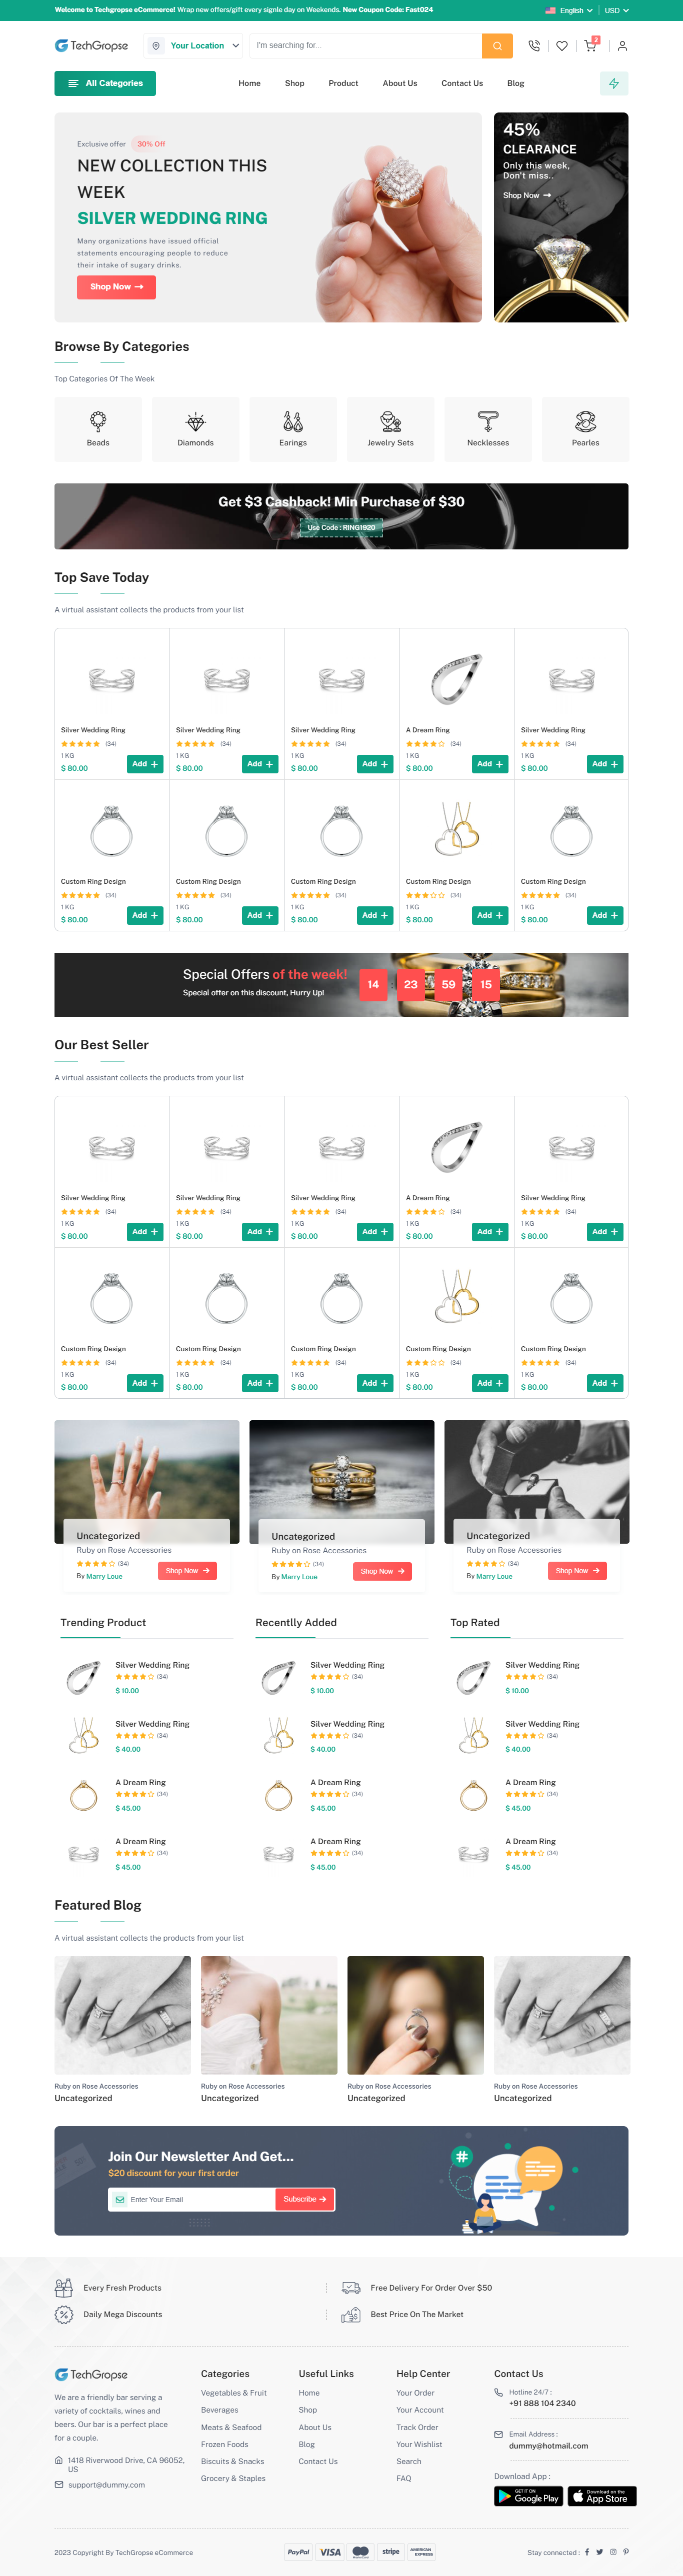 Welcome to Techgropse eCommerce! Wrap new offers/gift every signle day on Weekends. New Coupon Code: Fast024
English
USD
TechGropse
Your Location
I'm searching for...
2
All Categories
Home
Shop
Product
About Us
Contact Us
Blog
Exclusive offer 30% Off
NEW COLLECTION THIS
WEEK
SILVER WEDDING RING
Many organizations have issued official
statements encouraging people to reduce
their intake of sugary drinks.
Shop Now
45%
CLEARANCE
Only this week,
Don't miss..
Shop Now
Browse By Categories
Top Categories Of The Week
Beads
Diamonds
Earings
Jewelry Sets
Necklesses
Pearles
Get $3 Cashback! Min Purchase of $30
Use Code : RING1920
Top Save Today
A virtual assistant collects the products from your list
Silver Wedding Ring
(34)
1 KG
$ 80.00
Add
Silver Wedding Ring
(34)
1 KG
$ 80.00
Add
Silver Wedding Ring
(34)
1 KG
$ 80.00
Add
A Dream Ring
(34)
1 KG
$ 80.00
Add
Silver Wedding Ring
(34)
1 KG
$ 80.00
Add
Custom Ring Design
(34)
1 KG
$ 80.00
Add
Custom Ring Design
(34)
1 KG
$ 80.00
Add
Custom Ring Design
(34)
1 KG
$ 80.00
Add
Custom Ring Design
(34)
1 KG
$ 80.00
Add
Custom Ring Design
(34)
1 KG
$ 80.00
Add
Special Offers of the week!
Special offer on this discount, Hurry Up!
14
23
59
15
Our Best Seller
A virtual assistant collects the products from your list
Silver Wedding Ring
(34)
1 KG
$ 80.00
Add
Silver Wedding Ring
(34)
1 KG
$ 80.00
Add
Silver Wedding Ring
(34)
1 KG
$ 80.00
Add
A Dream Ring
(34)
1 KG
$ 80.00
Add
Silver Wedding Ring
(34)
1 KG
$ 80.00
Add
Custom Ring Design
(34)
1 KG
$ 80.00
Add
Custom Ring Design
(34)
1 KG
$ 80.00
Add
Custom Ring Design
(34)
1 KG
$ 80.00
Add
Custom Ring Design
(34)
1 KG
$ 80.00
Add
Custom Ring Design
(34)
1 KG
$ 80.00
Add
Uncategorized
Ruby on Rose Accessories
(34)
By Marry Loue
Shop Now
Uncategorized
Ruby on Rose Accessories
(34)
By Marry Loue
Shop Now
Uncategorized
Ruby on Rose Accessories
(34)
By Marry Loue
Shop Now
Trending Product
Silver Wedding Ring
(34)
$ 10.00
Silver Wedding Ring
(34)
$ 40.00
A Dream Ring
(34)
$ 45.00
A Dream Ring
(34)
$ 45.00
Recentlly Added
Silver Wedding Ring
(34)
$ 10.00
Silver Wedding Ring
(34)
$ 40.00
A Dream Ring
(34)
$ 45.00
A Dream Ring
(34)
$ 45.00
Top Rated
Silver Wedding Ring
(34)
$ 10.00
Silver Wedding Ring
(34)
$ 40.00
A Dream Ring
(34)
$ 45.00
A Dream Ring
(34)
$ 45.00
Featured Blog
A virtual assistant collects the products from your list
Ruby on Rose Accessories
Uncategorized
Ruby on Rose Accessories
Uncategorized
Ruby on Rose Accessories
Uncategorized
Ruby on Rose Accessories
Uncategorized
Join Our Newsletter And Get...
$20 discount for your first order
Enter Your Email
Subscribe
#
Every Fresh Products
Free Delivery For Order Over $50
Daily Mega Discounts
Best Price On The Market
TechGropse
We are a friendly bar serving a
variety of cocktails, wines and
beers. Our bar is a perfect place
for a couple.
1418 Riverwood Drive, CA 96052,
US
support@dummy.com
Categories
Vegetables & Fruit
Beverages
Meats & Seafood
Frozen Foods
Biscuits & Snacks
Grocery & Staples
Useful Links
Home
Shop
About Us
Blog
Contact Us
Help Center
Your Order
Your Account
Track Order
Your Wishlist
Search
FAQ
Contact Us
Hotline 24/7 :
+91 888 104 2340
Email Address :
dummy@hotmail.com
Download App :
GET IT ON
Google Play
Download on the
App Store
2023 Copyright By TechGropse eCommerce
PayPal
VISA
stripe
AMERICAN
EXPRESS
Stay connected :